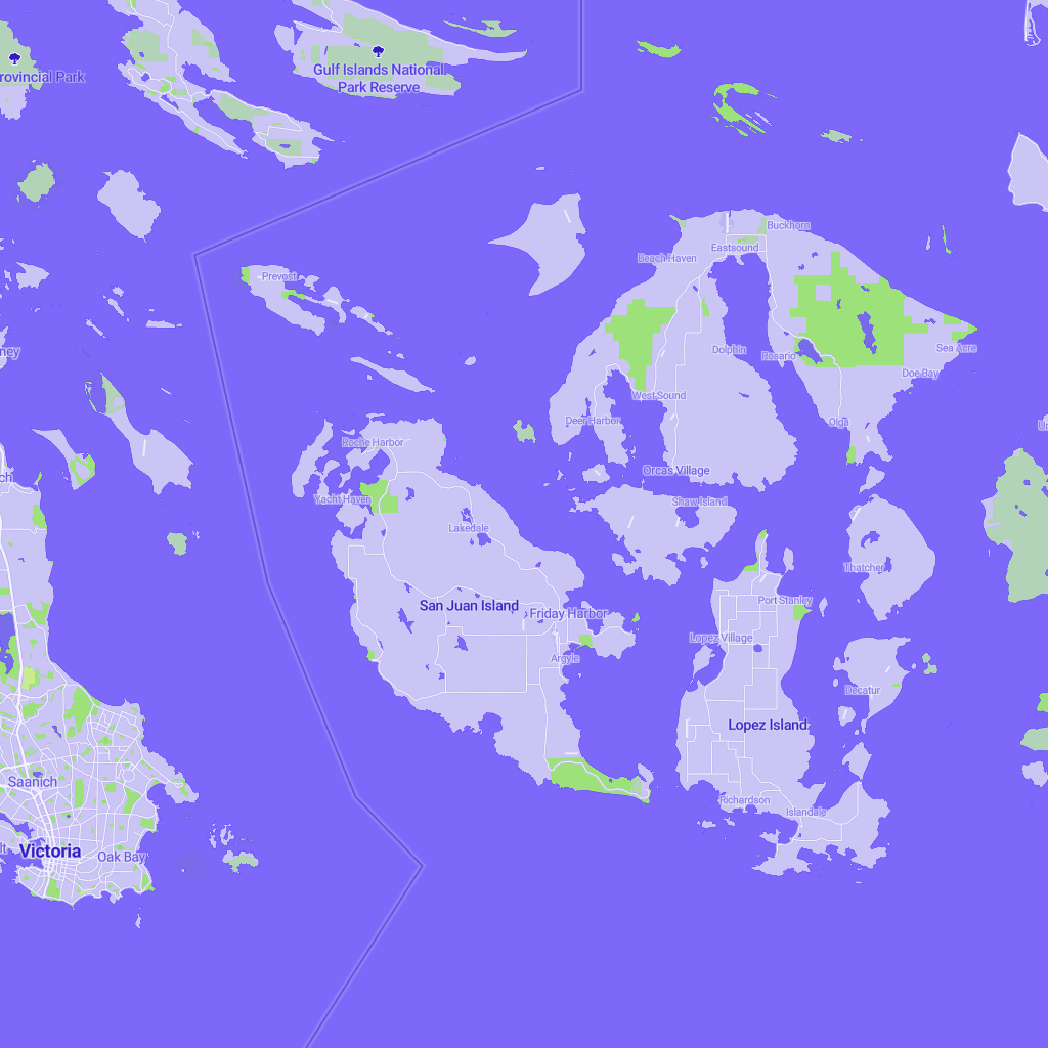 rovincial Park
Gulf Islands National
Park Reserve
Buckhorn
Eastsound
Beach Haven
Prevost
ney
Dolphin
Rosario
Sea Acre
Doe Bay
West Sound
Deer Harbor
Olga
Roche Harbor
Orcas Village
Yacht Haven
Shaw Island
Lakedale
Thatcher
San Juan Island
Friday Harbor
Port Stanley
Lopez Village
Argyle
Decatur
Lopez Island
Saanich
Richardson
Islandale
Victoria
Oak Bay